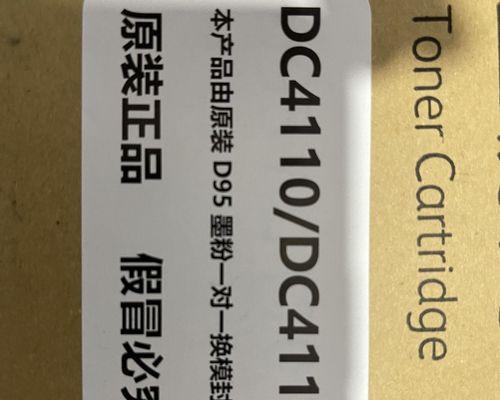 Toner Cartridge
DC4110/DC411
本产品由原装 D95 墨粉一对一换模封
原装正品 假冒必